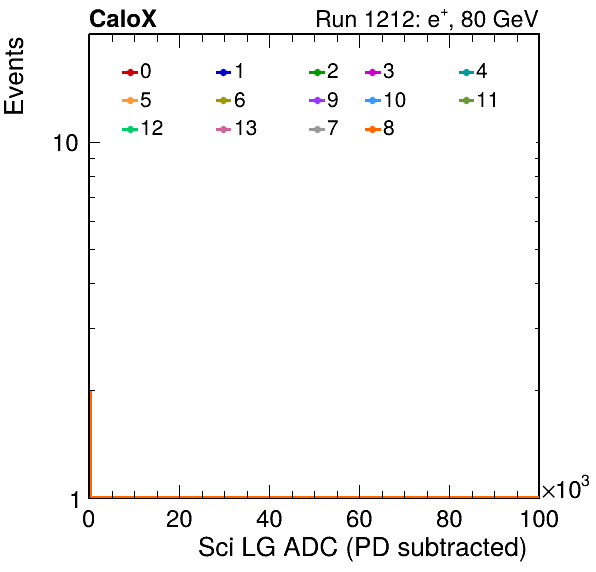 CaloX Run 1212: e⁺, 80 GeV
Events
0 1 2 3 4
5 6 9 10 11
12 13 7 8
10
1
×10³
0 20 40 60 80 100
Sci LG ADC (PD subtracted)